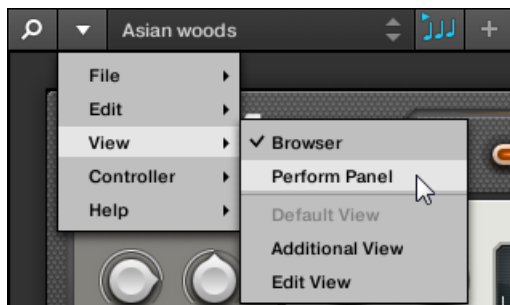 Asian woods
File
Edit
View
Controller
Help
Browser
Perform Panel
Default View
Additional View
Edit View